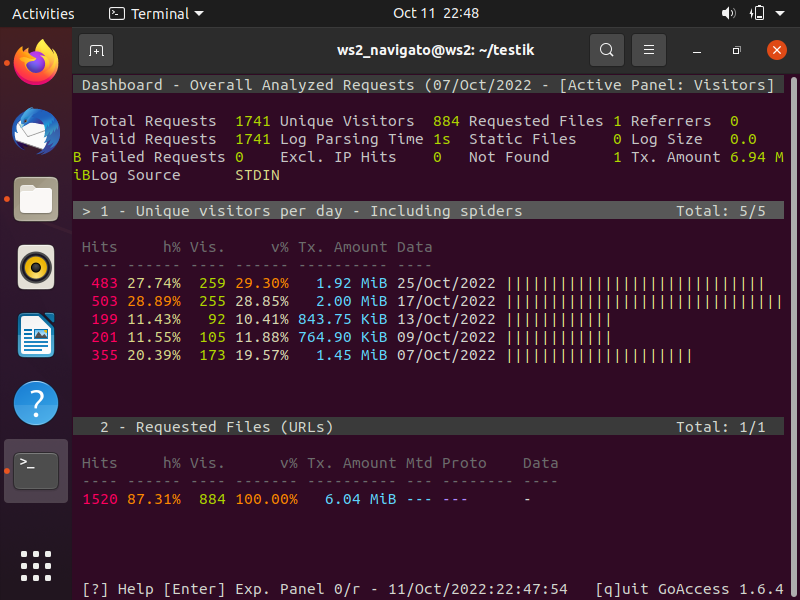 Activities Terminal Oct 11 22:48
ws2_navigato@ws2: ~/testik
Dashboard - Overall Analyzed Requests (07/Oct/2022 - [Active Panel: Visitors]
Total Requests 1741 Unique Visitors 884 Requested Files 1 Referrers 0
Valid Requests 1741 Log Parsing Time 1s Static Files 0 Log Size 0.0
B Failed Requests 0 Excl. IP Hits 0 Not Found 1 Tx. Amount 6.94 M
iBLog Source STDIN
> 1 - Unique visitors per day - Including spiders Total: 5/5
Hits h% Vis. v% Tx. Amount Data
---- ------ ---- ------ ---------- ----
483 27.74% 259 29.30% 1.92 MiB 25/Oct/2022 |||||||||||||||||||||||||||||
503 28.89% 255 28.85% 2.00 MiB 17/Oct/2022 |||||||||||||||||||||||||||||||
199 11.43% 92 10.41% 843.75 KiB 13/Oct/2022 ||||||||||||
201 11.55% 105 11.88% 764.90 KiB 09/Oct/2022 ||||||||||||
355 20.39% 173 19.57% 1.45 MiB 07/Oct/2022 |||||||||||||||||||||
2 - Requested Files (URLs) Total: 1/1
Hits h% Vis. v% Tx. Amount Mtd Proto Data
---- ------ ---- ------- ---------- --- -------- ----
1520 87.31% 884 100.00% 6.04 MiB --- --- -
[?] Help [Enter] Exp. Panel 0/r - 11/Oct/2022:22:47:54 [q]uit GoAccess 1.6.4